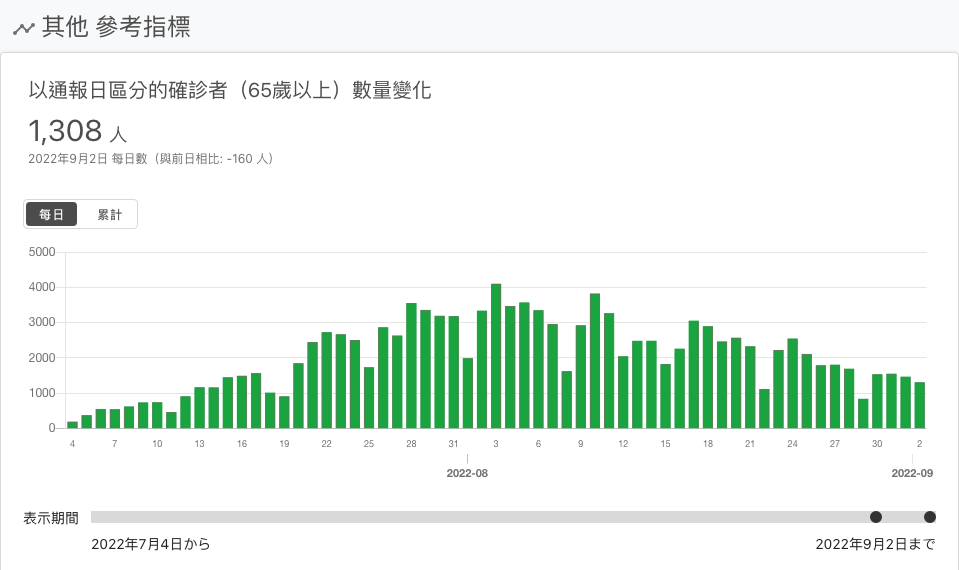 其他 參考指標
以通報日區分的確診者（65歲以上）數量變化
1,308 人
2022年9月2日 每日數（與前日相比: -160 人）
每日 累計
5000
4000
3000
2000
1000
0
4 7 10 13 16 19 22 25 28 31 3 6 9 12 15 18 21 24 27 30 2
2022-08 2022-09
表示期間
2022年7月4日から 2022年9月2日まで